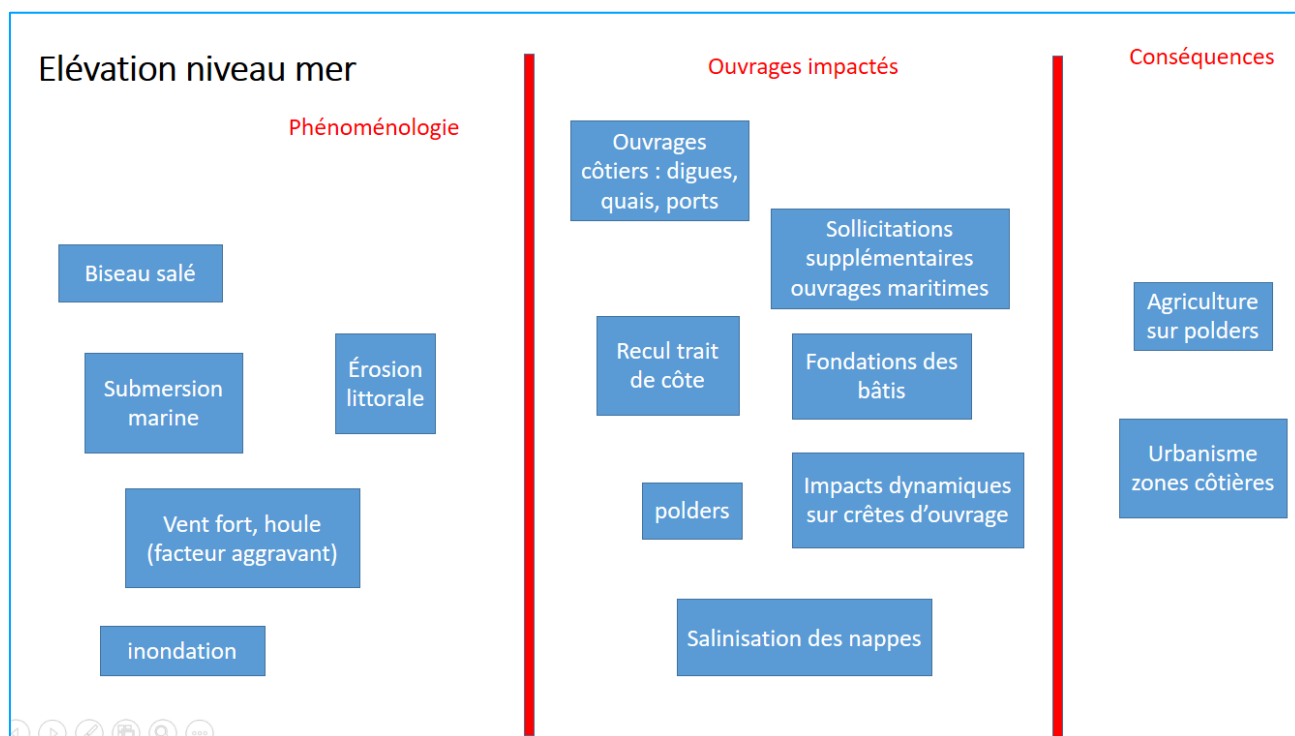 Elévation niveau mer
Phénoménologie
Biseau salé
Submersion
marine
Érosion
littorale
Vent fort, houle
(facteur aggravant)
inondation
Ouvrages impactés
Ouvrages
côtiers : digues,
quais, ports
Sollicitations
supplémentaires
ouvrages maritimes
Recul trait
de côte
Fondations des
bâtis
polders
Impacts dynamiques
sur crêtes d’ouvrage
Salinisation des nappes
Conséquences
Agriculture
sur polders
Urbanisme
zones côtières